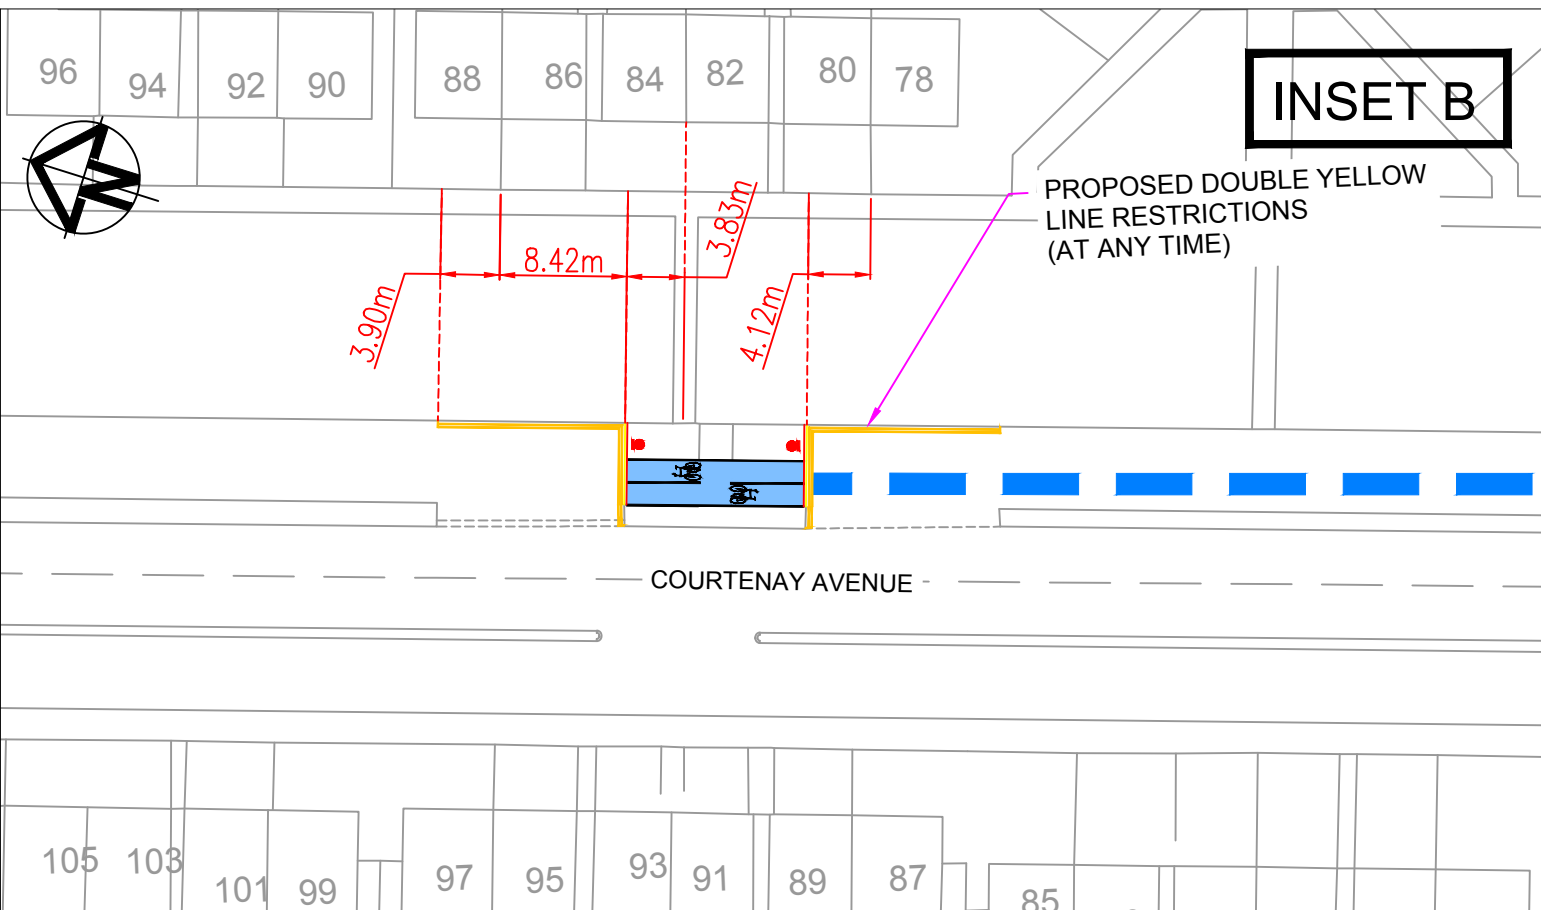 96
94
92
90
88
86
84
82
80
78
INSET B
N
PROPOSED DOUBLE YELLOW
LINE RESTRICTIONS
(AT ANY TIME)
3.90m
8.42m
3.83m
4.12m
COURTENAY AVENUE
105
103
101
99
97
95
93
91
89
87
85